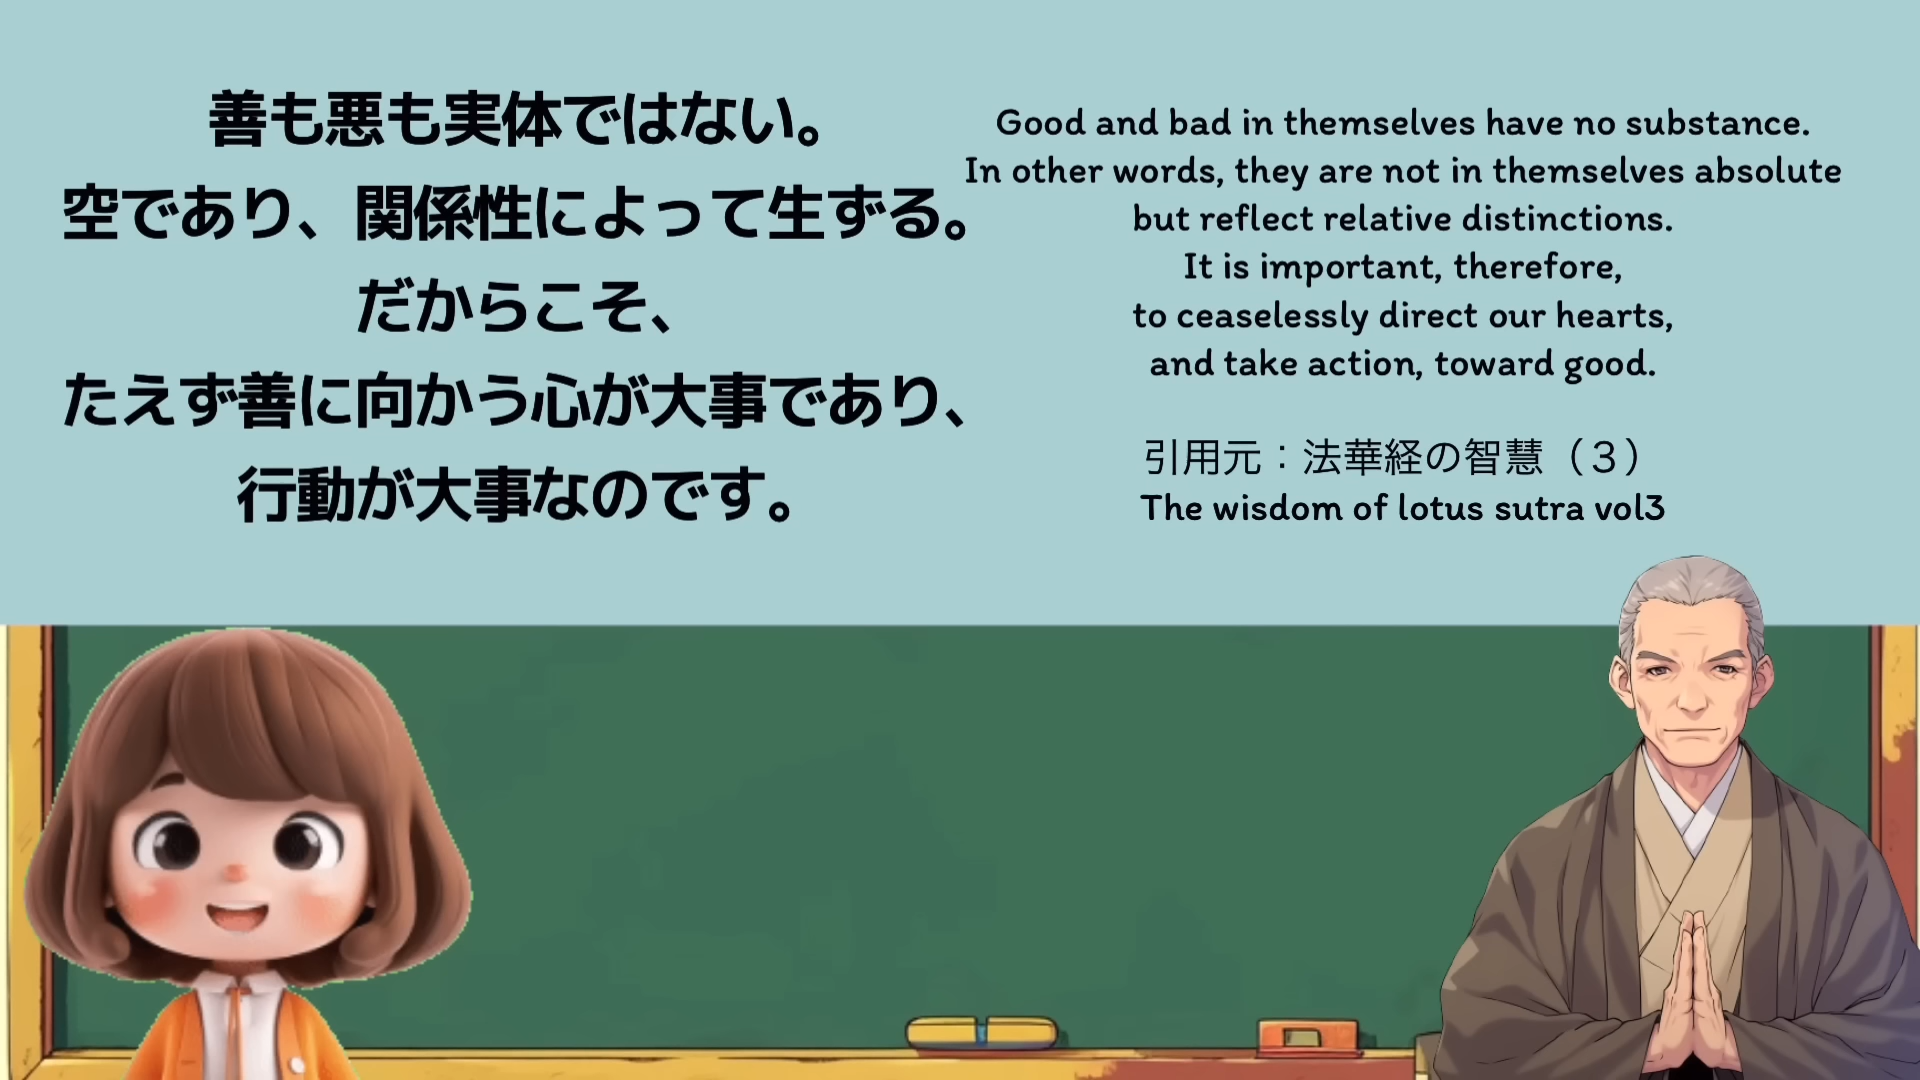 善も悪も実体ではない。
空であり、関係性によって生ずる。
だからこそ、
たえず善に向かう心が大事であり、
行動が大事なのです。
Good and bad in themselves have no substance.
In other words, they are not in themselves absolute
but reflect relative distinctions.
It is important, therefore,
to ceaselessly direct our hearts,
and take action, toward good.
引用元：法華経の智慧（３）
The wisdom of lotus sutra vol3